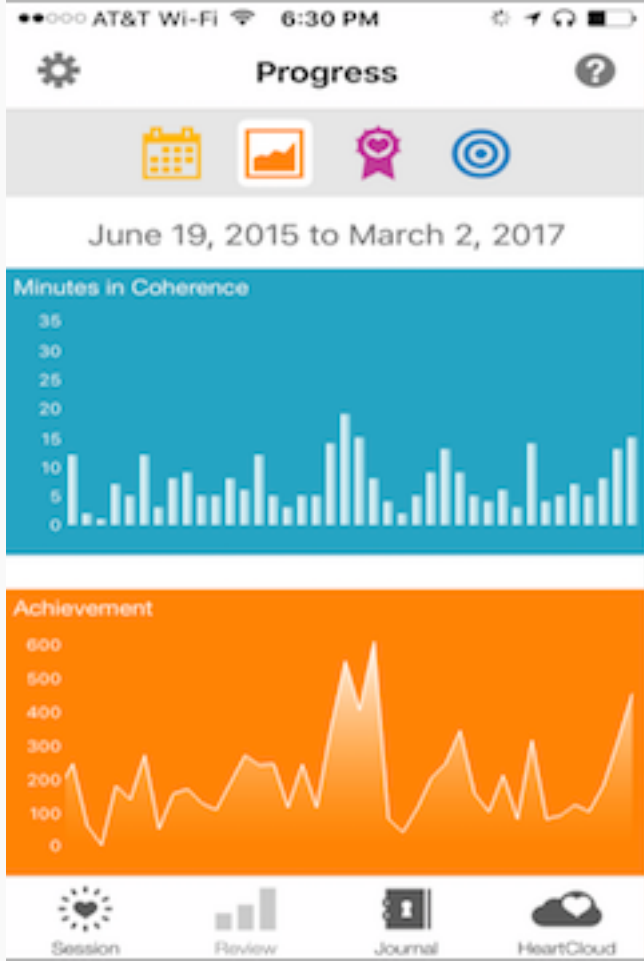 AT&T Wi-Fi 6:30 PM
Progress
?
June 19, 2015 to March 2, 2017
Minutes in Coherence
35
30
25
20
15
10
5
0
Achievement
600
500
400
300
200
100
0
Session Review Journal HeartCloud